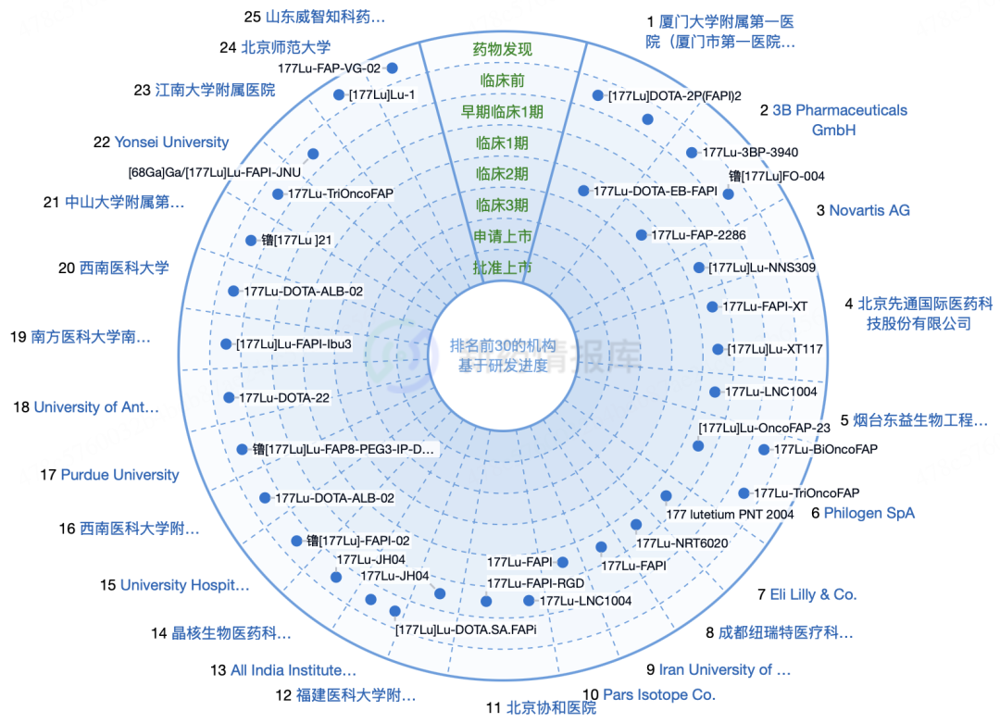 25 山东威智知科药…
24 北京师范大学
23 江南大学附属医院
22 Yonsei University
21 中山大学附属第…
20 西南医科大学
19 南方医科大学南…
18 University of Ant…
17 Purdue University
16 西南医科大学附…
15 University Hospit…
14 晶核生物医药科…
13 All India Institute…
12 福建医科大学附…
11 北京协和医院
10 Pars Isotope Co.
9 Iran University of …
8 成都纽瑞特医疗科…
7 Eli Lilly & Co.
6 Philogen SpA
5 烟台东益生物工程…
4 北京先通国际医药科
技股份有限公司
3 Novartis AG
2 3B Pharmaceuticals
GmbH
1 厦门大学附属第一医
院（厦门市第一医院…
药物发现
临床前
早期临床1期
临床1期
临床2期
临床3期
申请上市
批准上市
排名前30的机构
基于研发进度
177Lu-FAP-VG-02
[177Lu]Lu-1
[68Ga]Ga/[177Lu]Lu-FAPI-JNU
177Lu-TriOncoFAP
镥[177Lu ]21
177Lu-DOTA-ALB-02
[177Lu]Lu-FAPI-Ibu3
177Lu-DOTA-22
镥[177Lu]Lu-FAP8-PEG3-IP-D…
177Lu-DOTA-ALB-02
镥[177Lu]-FAPI-02
177Lu-JH04
177Lu-JH04
[177Lu]Lu-DOTA.SA.FAPi
177Lu-FAPI-RGD
177Lu-LNC1004
177Lu-FAPI
177Lu-FAPI
177Lu-NRT6020
177 lutetium PNT 2004
177Lu-TriOncoFAP
177Lu-BiOncoFAP
[177Lu]Lu-OncoFAP-23
177Lu-LNC1004
[177Lu]Lu-XT117
177Lu-FAPI-XT
[177Lu]Lu-NNS309
177Lu-FAP-2286
镥[177Lu]FO-004
177Lu-DOTA-EB-FAPI
177Lu-3BP-3940
[177Lu]DOTA-2P(FAPI)2
情报库